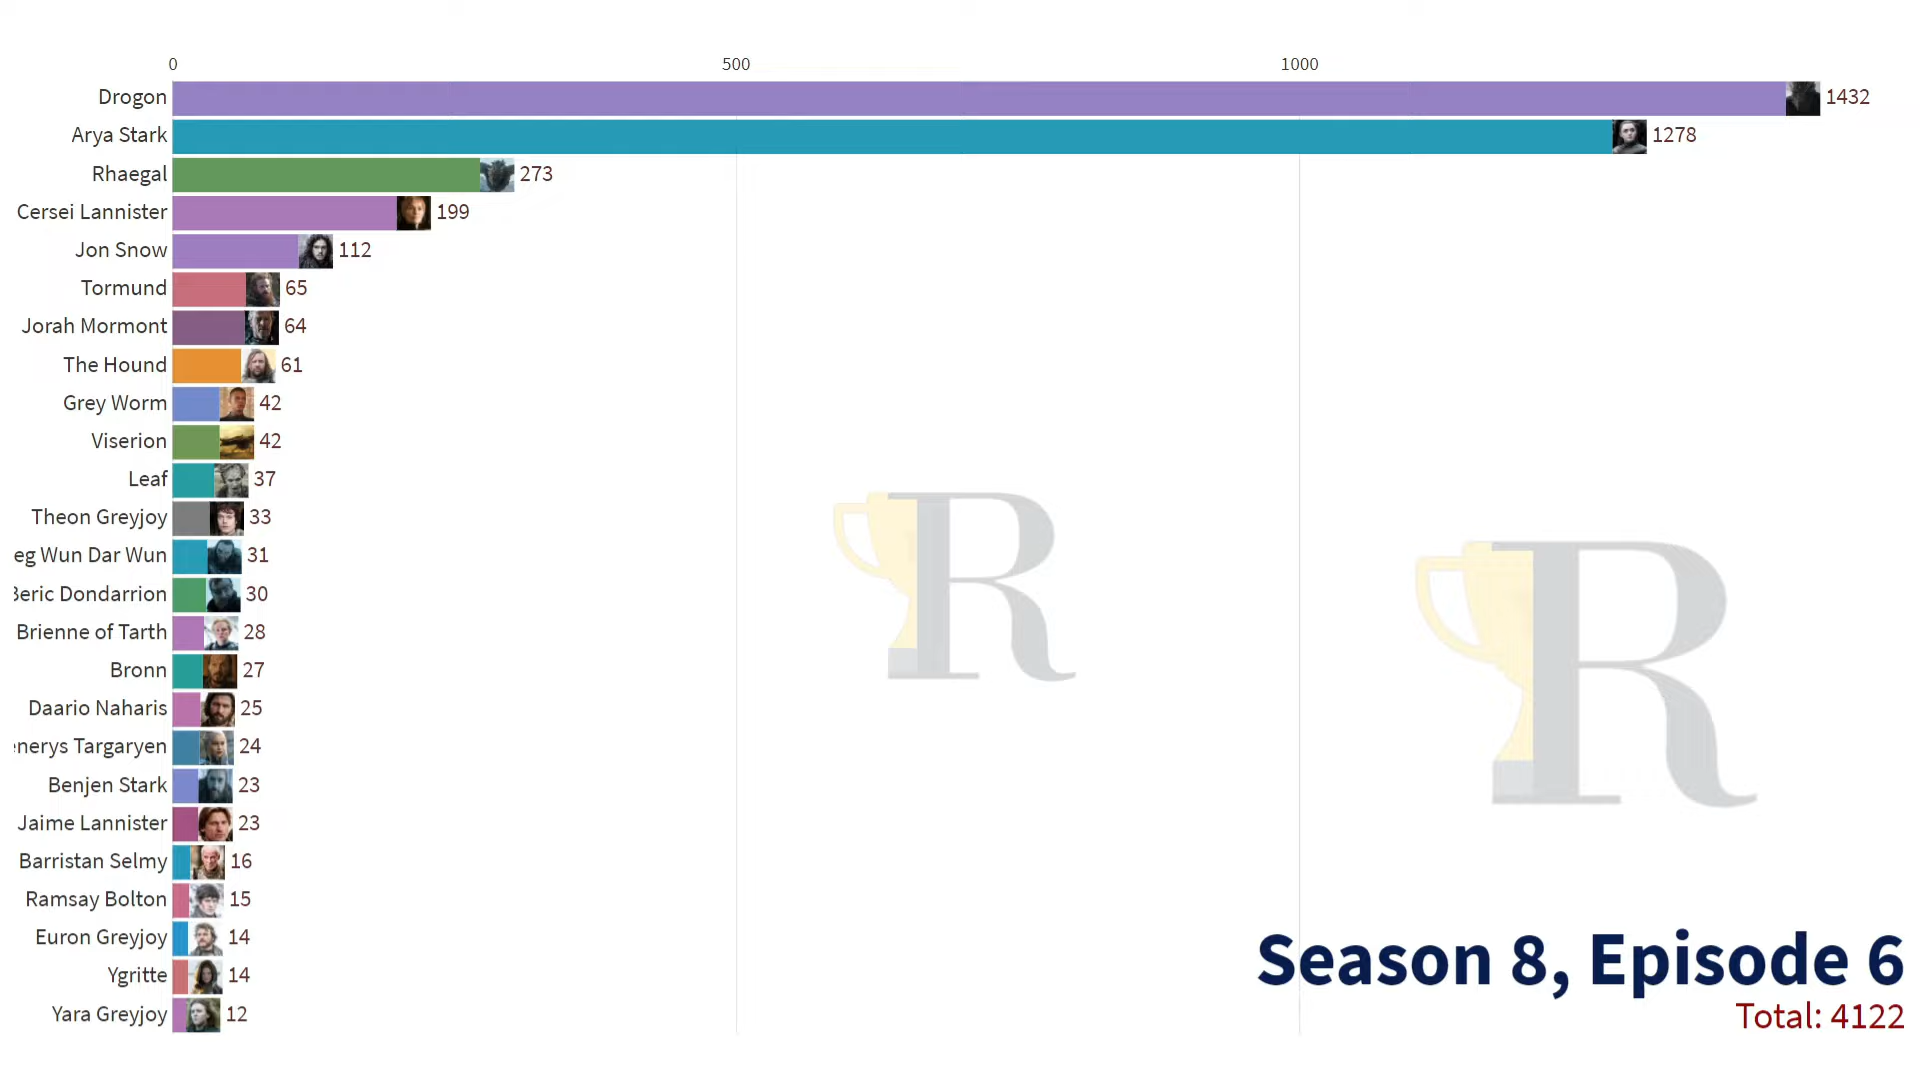 0 500 1000
Drogon 1432
Arya Stark 1278
Rhaegal 273
Cersei Lannister 199
Jon Snow 112
Tormund 65
Jorah Mormont 64
The Hound 61
Grey Worm 42
Viserion 42
Leaf 37
Theon Greyjoy 33
eg Wun Dar Wun 31
Beric Dondarrion 30
Brienne of Tarth 28
Bronn 27
Daario Naharis 25
enerys Targaryen 24
Benjen Stark 23
Jaime Lannister 23
Barristan Selmy 16
Ramsay Bolton 15
Euron Greyjoy 14
Ygritte 14
Yara Greyjoy 12
R
R
Season 8, Episode 6
Total: 4122